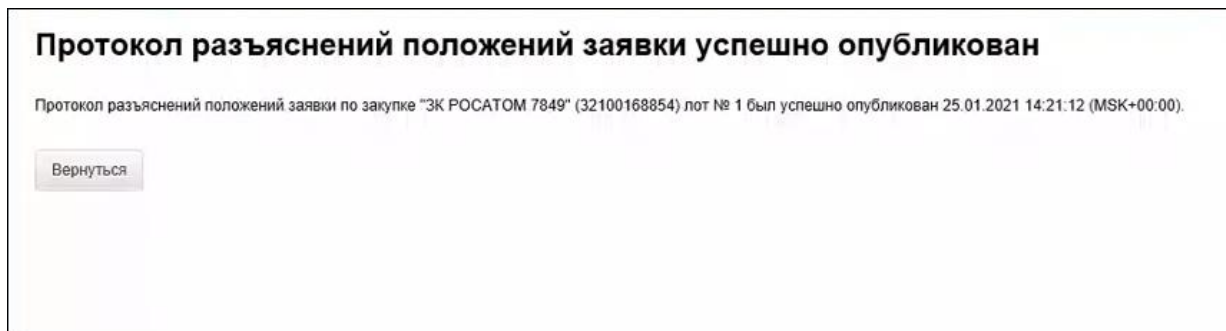 Протокол разъяснений положений заявки успешно опубликован
Протокол разъяснений положений заявки по закупке "ЗК РОСАТОМ 7849" (32100168854) лот № 1 был успешно опубликован 25.01.2021 14:21:12 (MSK+00:00).
Вернуться